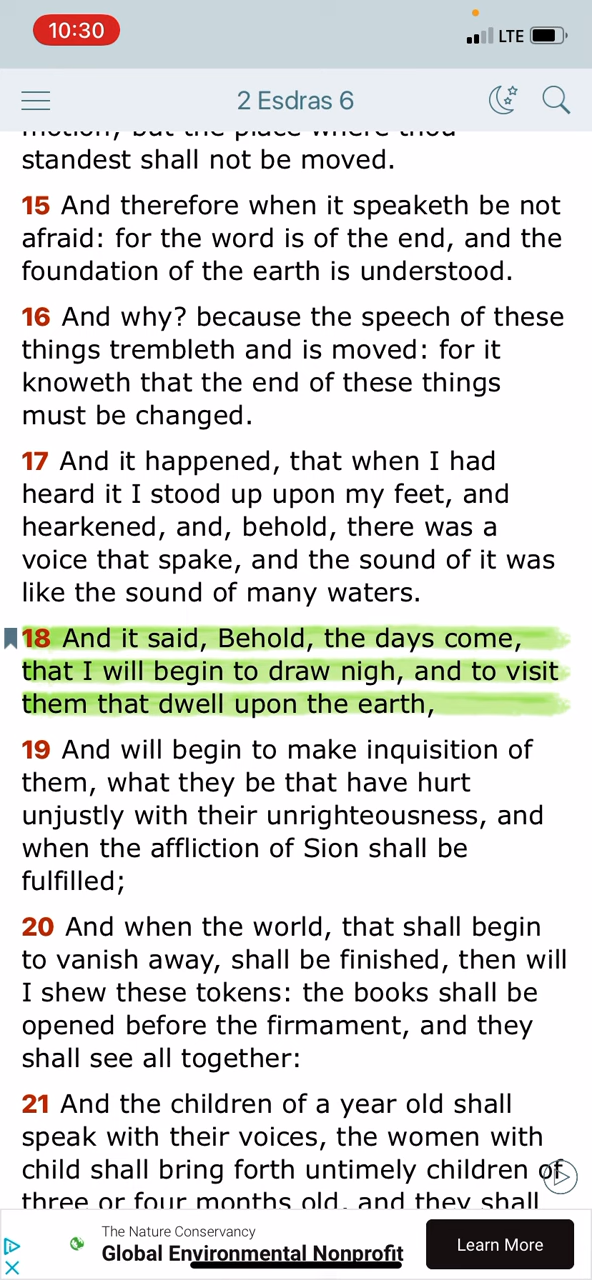 10:30
LTE
2 Esdras 6
motion, but the place where thou
standest shall not be moved.
15 And therefore when it speaketh be not
afraid: for the word is of the end, and the
foundation of the earth is understood.
16 And why? because the speech of these
things trembleth and is moved: for it
knoweth that the end of these things
must be changed.
17 And it happened, that when I had
heard it I stood up upon my feet, and
hearkened, and, behold, there was a
voice that spake, and the sound of it was
like the sound of many waters.
18 And it said, Behold, the days come,
that I will begin to draw nigh, and to visit
them that dwell upon the earth,
19 And will begin to make inquisition of
them, what they be that have hurt
unjustly with their unrighteousness, and
when the affliction of Sion shall be
fulfilled;
20 And when the world, that shall begin
to vanish away, shall be finished, then will
I shew these tokens: the books shall be
opened before the firmament, and they
shall see all together:
21 And the children of a year old shall
speak with their voices, the women with
child shall bring forth untimely children of
three or four months old, and they shall
The Nature Conservancy
Global Environmental Nonprofit
Learn More